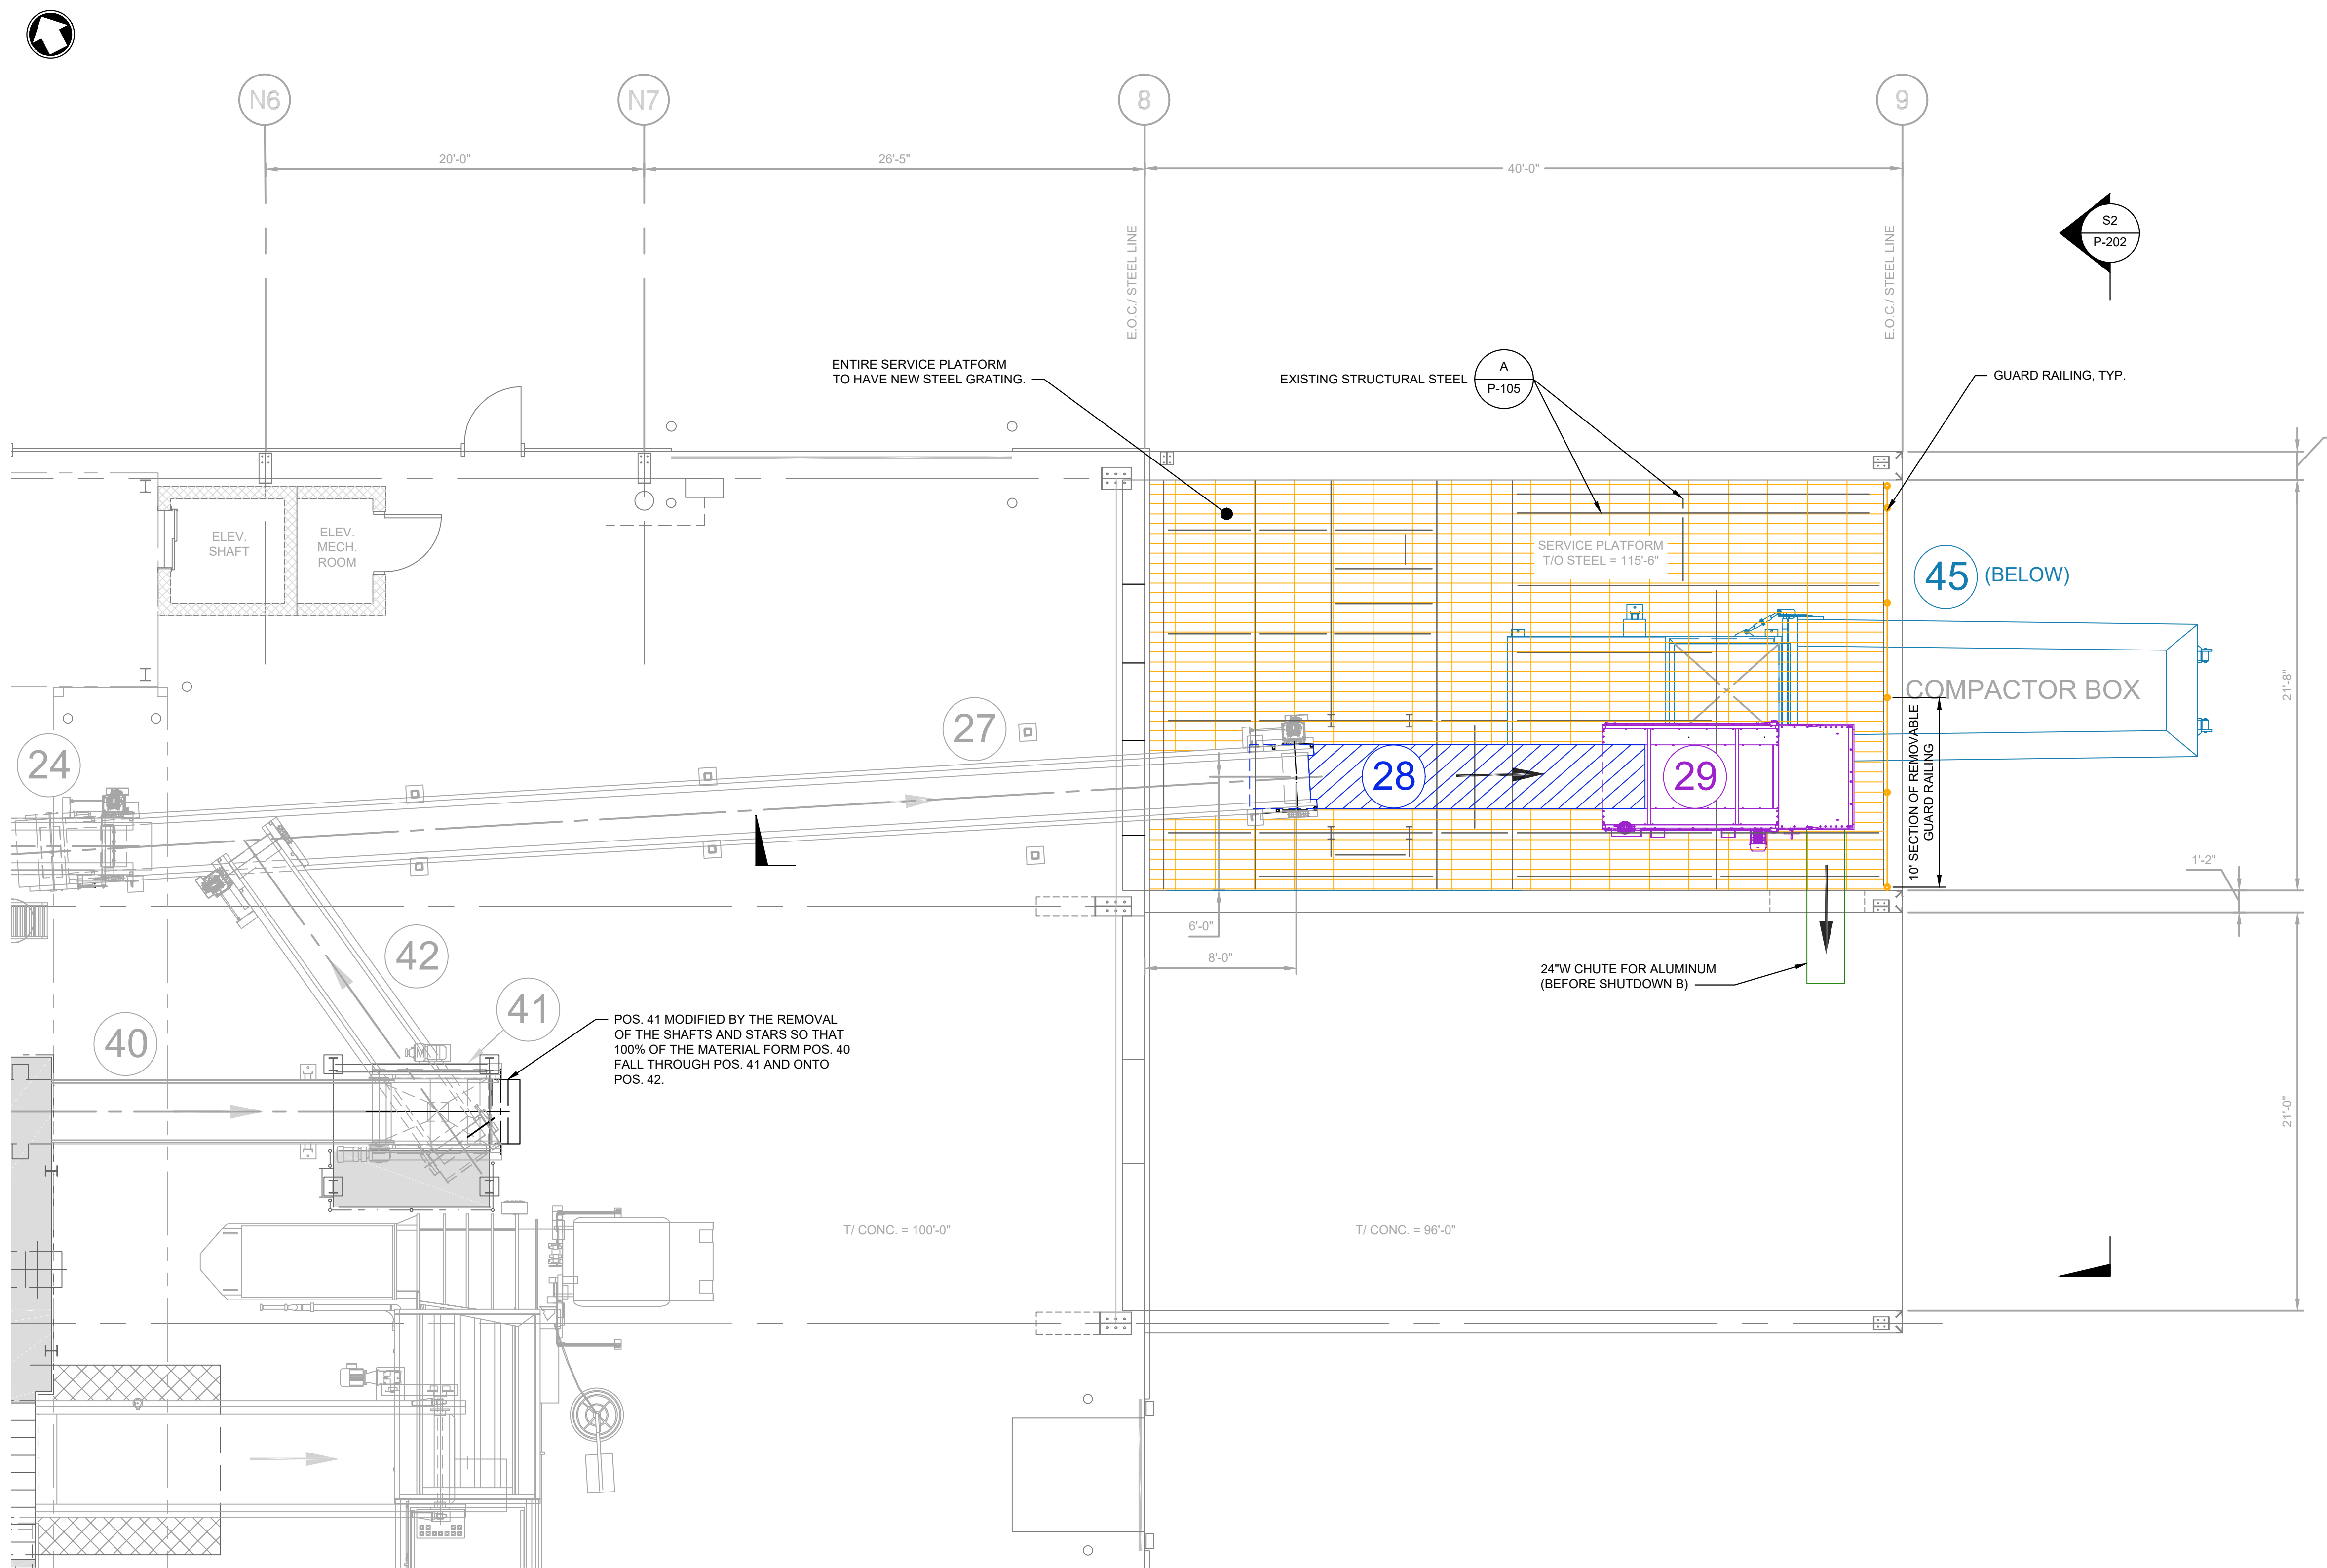 N6
N7
8
9
20'-0"
26'-5"
40'-0"
E.O.C./ STEEL LINE
E.O.C./ STEEL LINE
S2
P-202
ENTIRE SERVICE PLATFORM
TO HAVE NEW STEEL GRATING.
EXISTING STRUCTURAL STEEL
A
P-105
GUARD RAILING, TYP.
ELEV.
SHAFT
ELEV.
MECH.
ROOM
SERVICE PLATFORM
T/O STEEL = 115'-6"
45 (BELOW)
COMPACTOR BOX
21'-8"
10' SECTION OF REMOVABLE
GUARD RAILING
24
27
28
29
1'-2"
6'-0"
8'-0"
42
24"W CHUTE FOR ALUMINUM
(BEFORE SHUTDOWN B)
41
40
POS. 41 MODIFIED BY THE REMOVAL
OF THE SHAFTS AND STARS SO THAT
100% OF THE MATERIAL FORM POS. 40
FALL THROUGH POS. 41 AND ONTO
POS. 42.
21'-0"
T/ CONC. = 100'-0"
T/ CONC. = 96'-0"